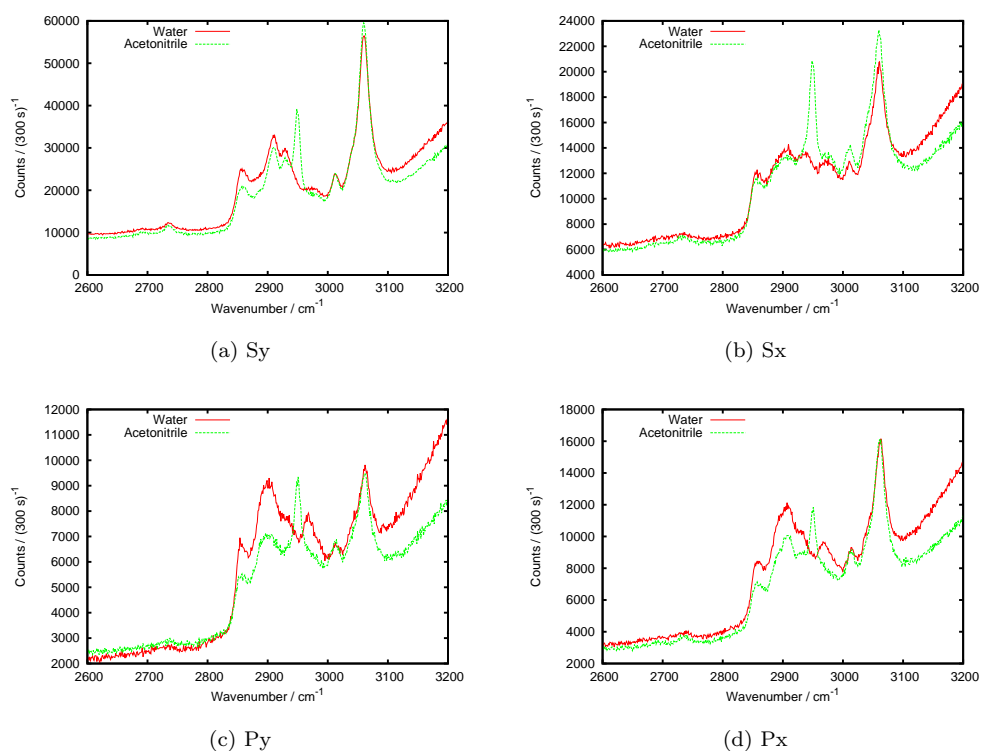 60000
50000
40000
30000
20000
10000
0
Counts / (300 s)-1
Water
Acetonitrile
2600 2700 2800 2900 3000 3100 3200
Wavenumber / cm-1
(a) Sy
24000
22000
20000
18000
16000
14000
12000
10000
8000
6000
4000
Counts / (300 s)-1
Water
Acetonitrile
2600 2700 2800 2900 3000 3100 3200
Wavenumber / cm-1
(b) Sx
12000
11000
10000
9000
8000
7000
6000
5000
4000
3000
2000
Counts / (300 s)-1
Water
Acetonitrile
2600 2700 2800 2900 3000 3100 3200
Wavenumber / cm-1
(c) Py
18000
16000
14000
12000
10000
8000
6000
4000
2000
Counts / (300 s)-1
Water
Acetonitrile
2600 2700 2800 2900 3000 3100 3200
Wavenumber / cm-1
(d) Px